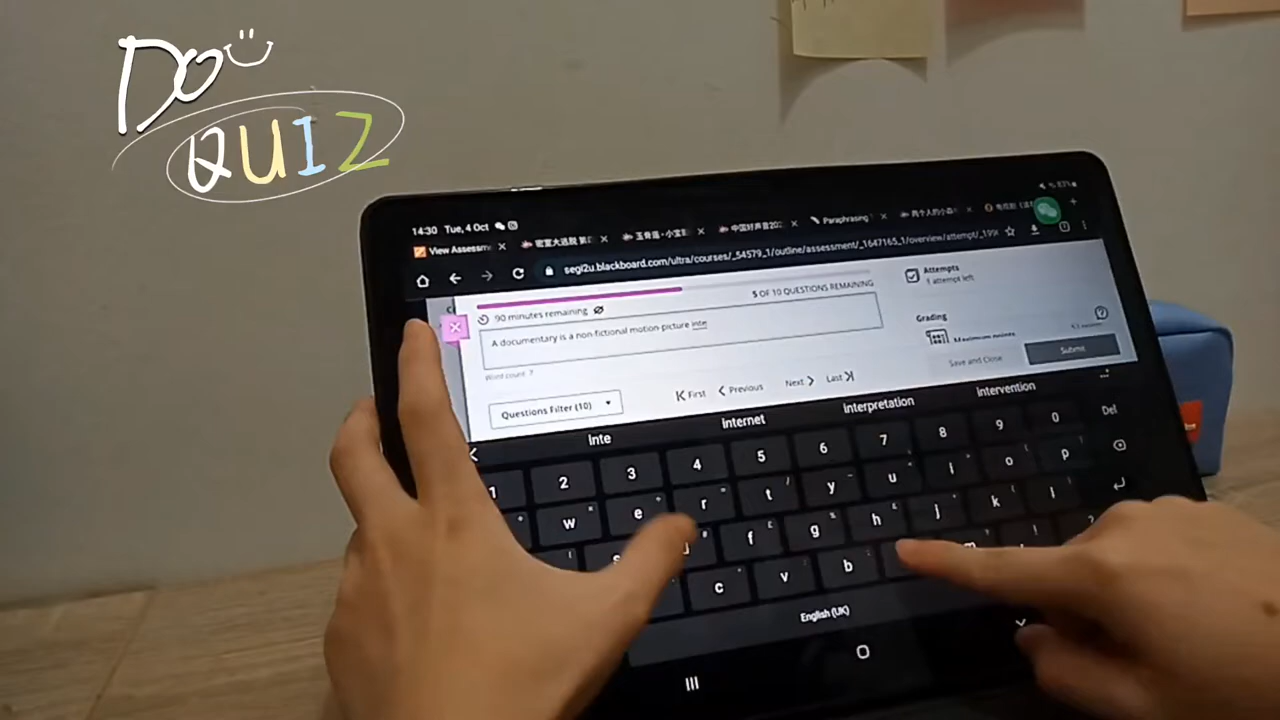 Do
QUIZ
14:30 Tue, 4 Oct
View Assessm
Paraphrasing
segi2u.blackboard.com/ultra/courses/_54579_1/outline/assessment/_1647165_1/overview/attempt/_199
5 OF 10 QUESTIONS REMAINING
90 minutes remaining
A documentary is a non-fictional motion-picture inte
Word count: 7
Attempts
1 attempt left
Grading
Maximum points
Save and Close
Submit
Questions Filter (10)
First
Previous
Next
Last
Inte
internet
interpretation
intervention
1 2 3 4 5 6 7 8 9 0 Del
w e r t y u i o p
f g h j k l
c v b m
English (UK)